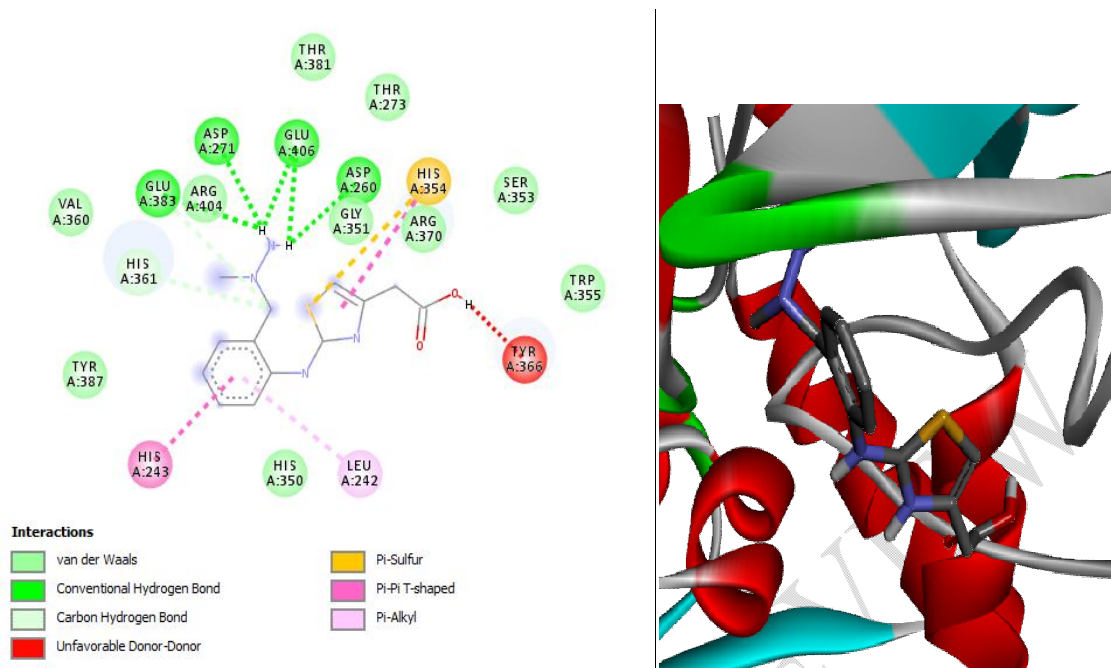 THR
A:381
THR
A:273
ASP
A:271
GLU
A:406
GLU
A:383
ARG
A:404
ASP
A:260
HIS
A:354
SER
A:353
VAL
A:360
GLY
A:351
ARG
A:370
HIS
A:361
TRP
A:355
TYR
A:387
TYR
A:366
HIS
A:243
HIS
A:350
LEU
A:242
H
N
H
N
O
H
O
N
N
Interactions
van der Waals
Conventional Hydrogen Bond
Carbon Hydrogen Bond
Unfavorable Donor-Donor
Pi-Sulfur
Pi-Pi T-shaped
Pi-Alkyl